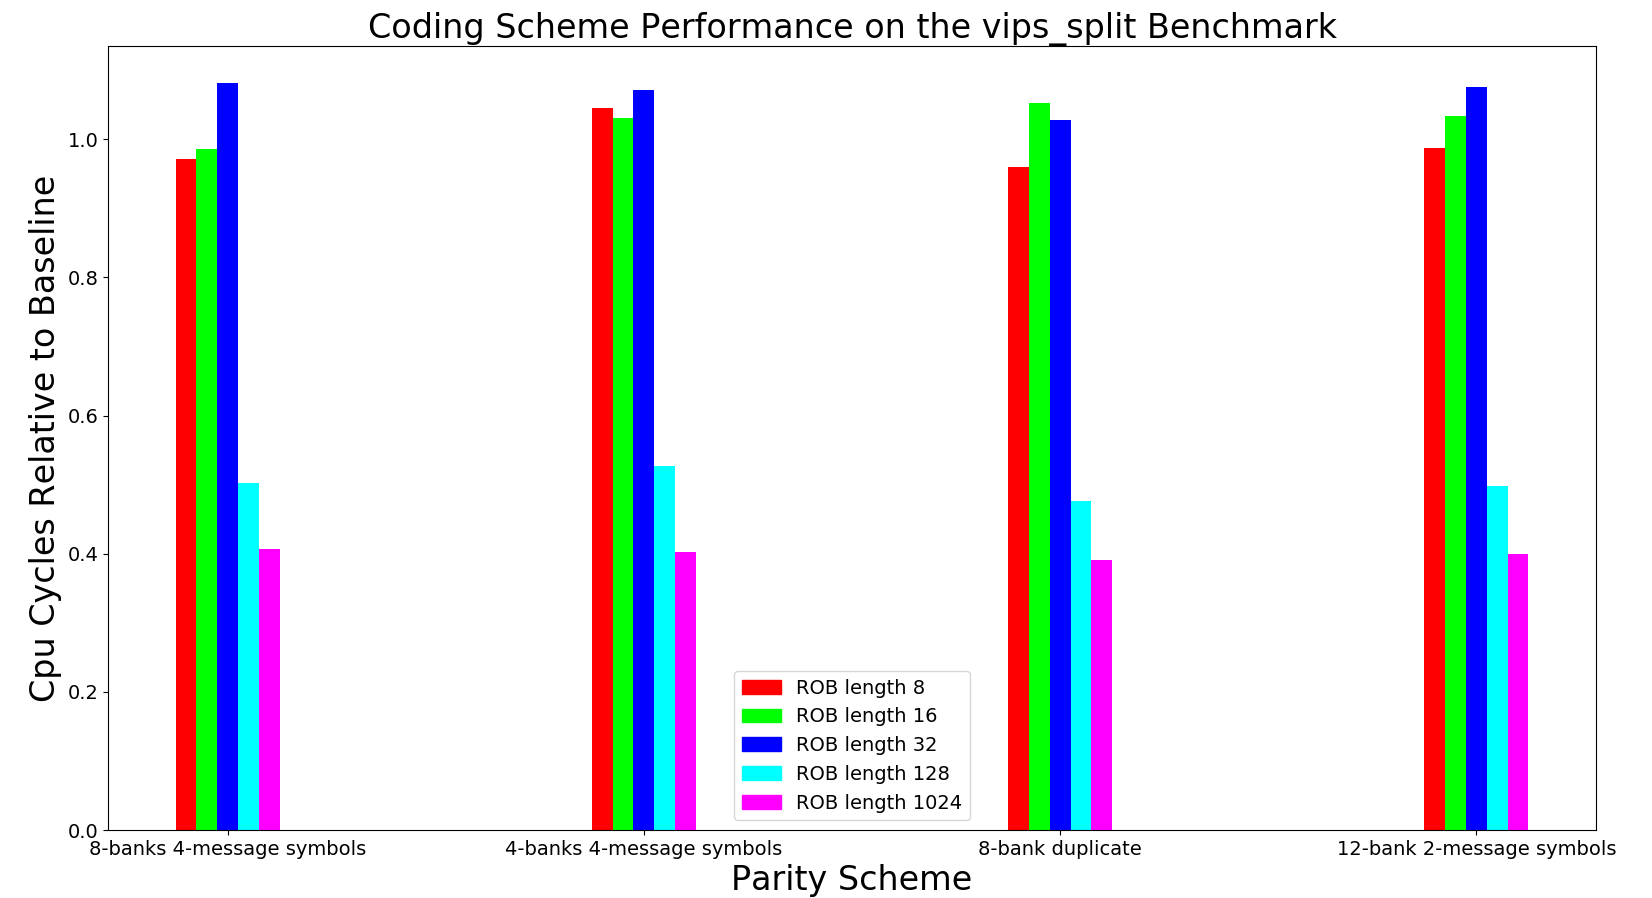 Coding Scheme Performance on the vips_split Benchmark
Cpu Cycles Relative to Baseline
1.0
0.8
0.6
0.4
0.2
0.0
ROB length 8
ROB length 16
ROB length 32
ROB length 128
ROB length 1024
8-banks 4-message symbols
4-banks 4-message symbols
8-bank duplicate
12-bank 2-message symbols
Parity Scheme